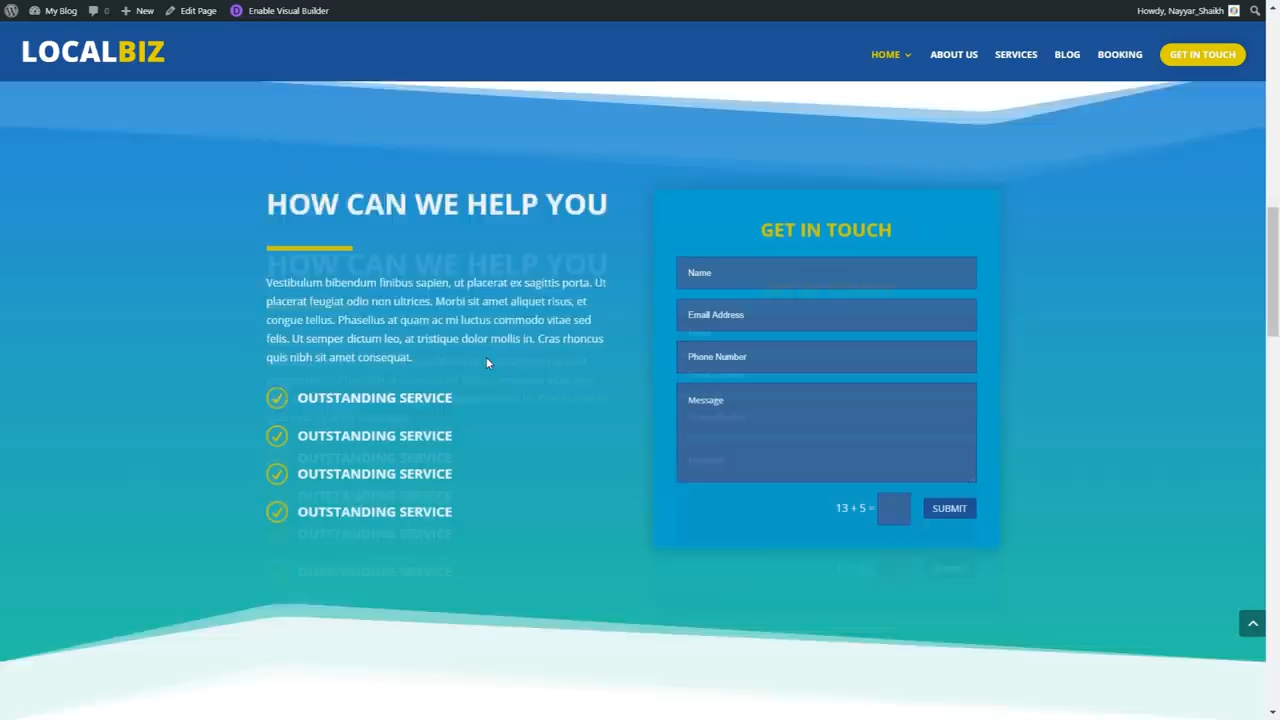 My Blog 0 New Edit Page Enable Visual Builder Howdy, Nayyar_Shaikh
LOCALBIZ HOME ABOUT US SERVICES BLOG BOOKING GET IN TOUCH
HOW CAN WE HELP YOU
Vestibulum bibendum finibus sapien, ut placerat ex sagittis porta. Ut
placerat feugiat odio non ultrices. Morbi sit amet aliquet risus, et
congue tellus. Phasellus at quam ac mi luctus commodo vitae sed
felis. Ut semper dictum leo, at tristique dolor mollis in. Cras rhoncus
quis nibh sit amet consequat.
OUTSTANDING SERVICE
OUTSTANDING SERVICE
OUTSTANDING SERVICE
OUTSTANDING SERVICE
GET IN TOUCH
Name
Email Address
Phone Number
Message
13 + 5 = SUBMIT